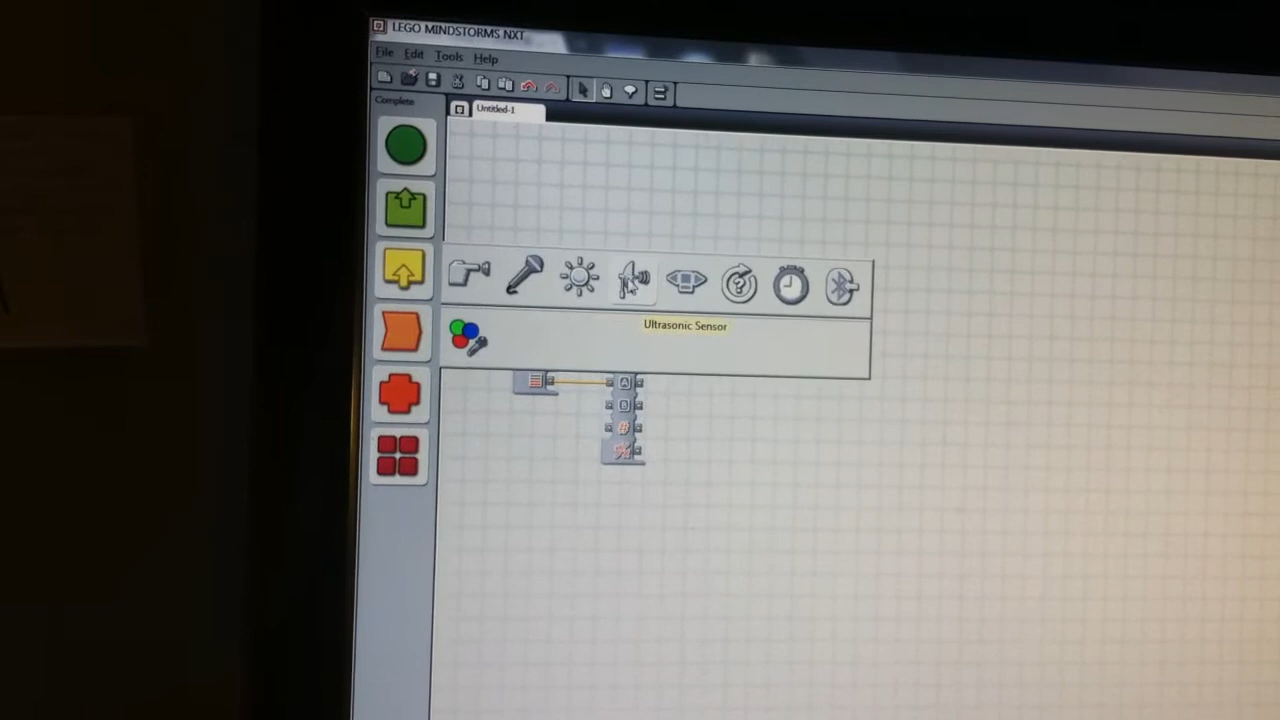 LEGO MINDSTORMS NXT
File Edit Tools Help
Complete
Untitled-1
Ultrasonic Sensor
A
B
#